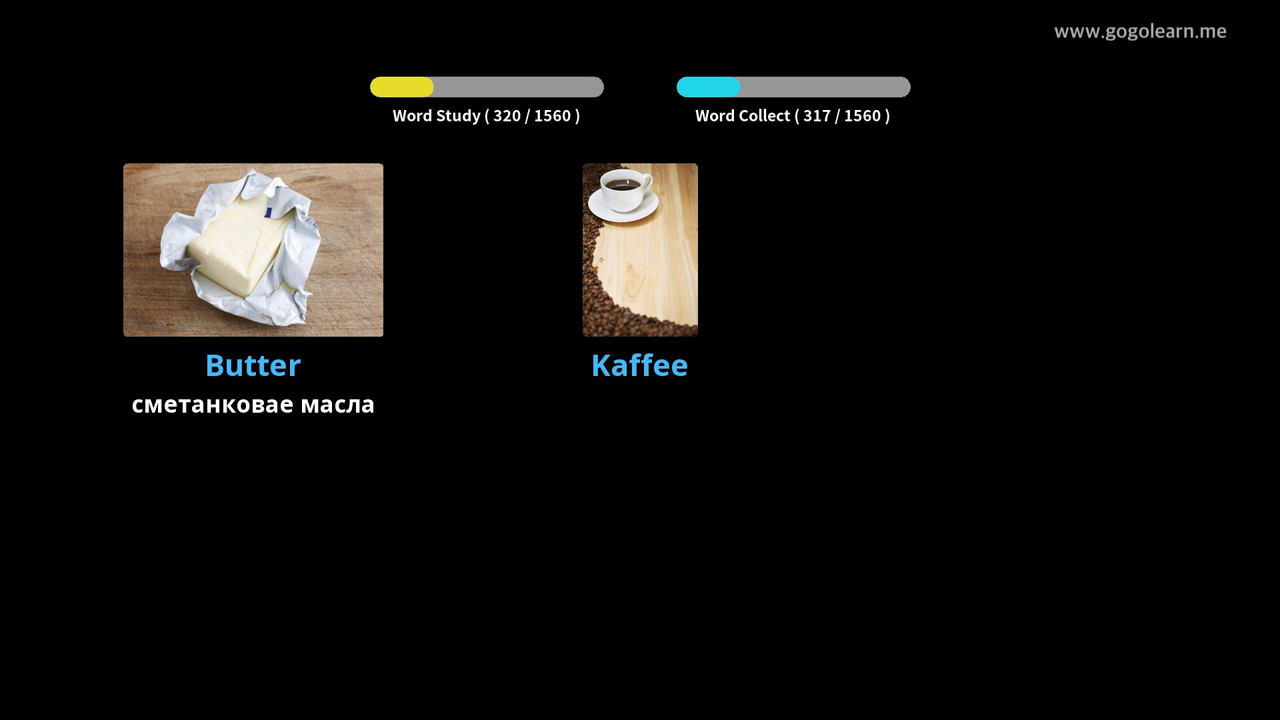 www.gogolearn.me
Word Study ( 320 / 1560 )
Word Collect ( 317 / 1560 )
Butter
Kaffee
сметанковае масла